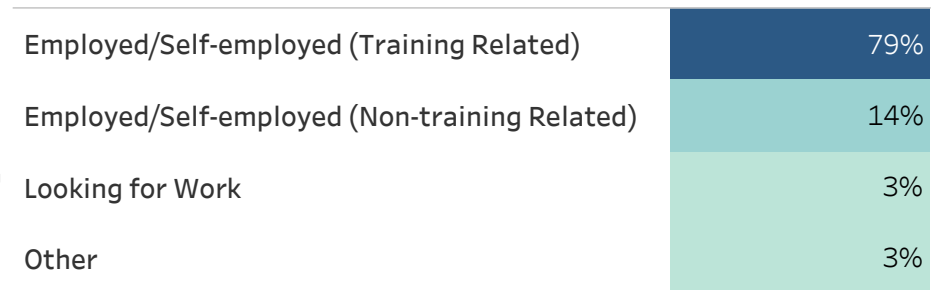 Employed/Self-employed (Training Related) 79%
Employed/Self-employed (Non-training Related) 14%
Looking for Work 3%
Other 3%